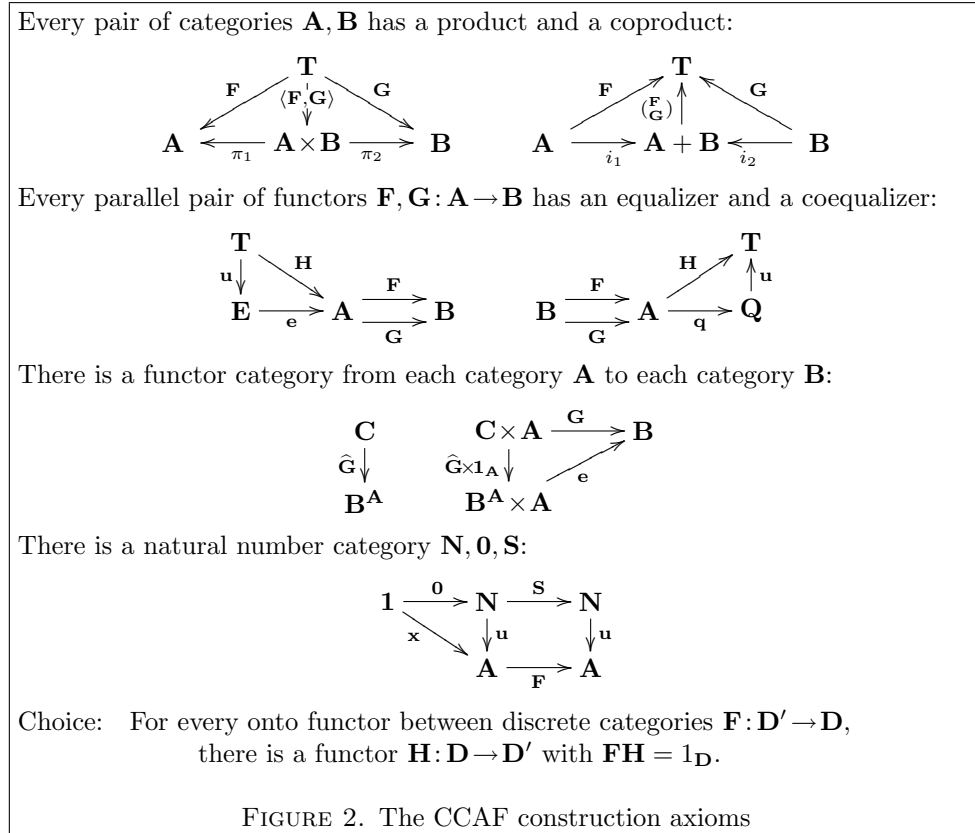 Every pair of categories A, B has a product and a coproduct:
T T
F ⟨F, G⟩ G F (F G) G
A π1 A × B π2 B A i1 A + B i2 B
Every parallel pair of functors F, G: A → B has an equalizer and a coequalizer:
T T
u H F H u
E e A G B B F G A q Q
There is a functor category from each category A to each category B:
C C × A G B
Ĝ Ĝ×1A e
B^A B^A × A
There is a natural number category N, 0, S:
1 0 N S N
x u u
A F A
Choice: For every onto functor between discrete categories F: D′ → D,
there is a functor H: D → D′ with FH = 1D.
FIGURE 2. The CCAF construction axioms